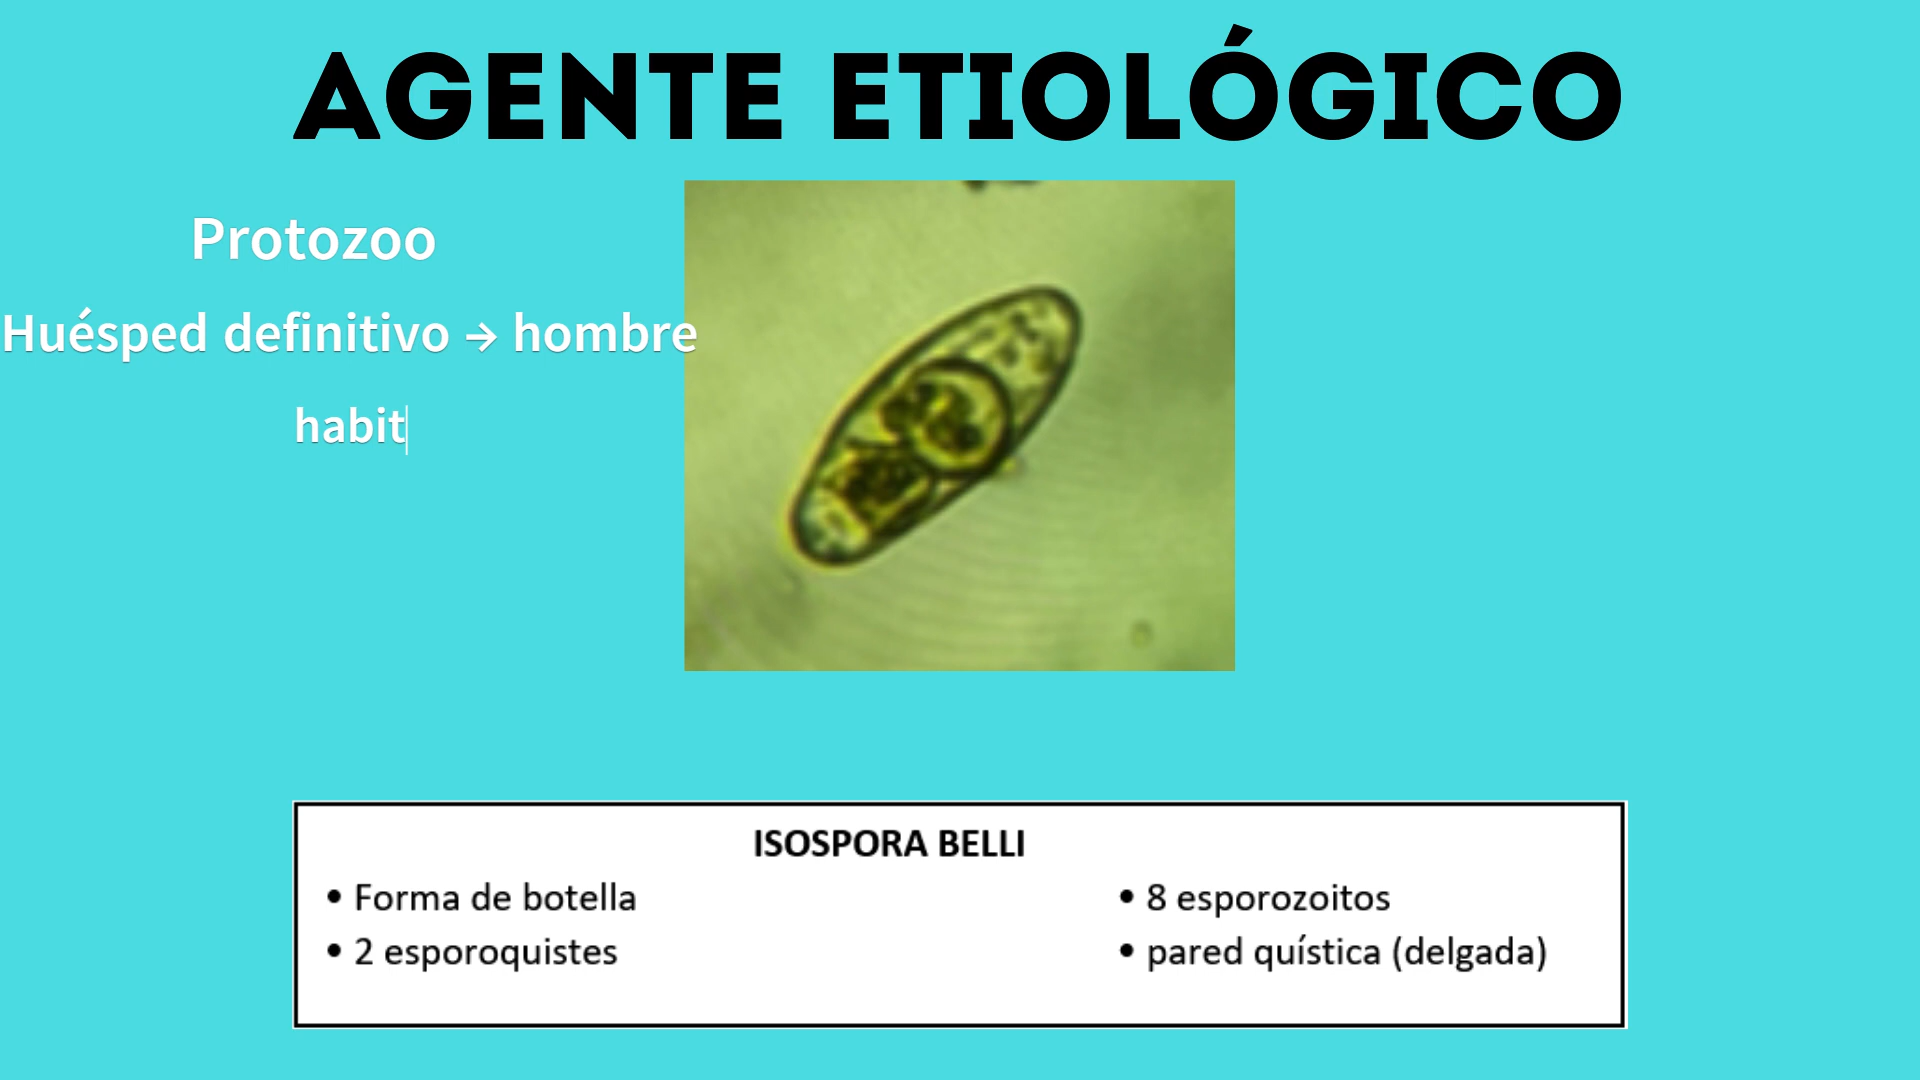 AGENTE ETIOLÓGICO
Protozoo
Huésped definitivo → hombre
habit
ISOSPORA BELLI
• Forma de botella
• 2 esporoquistes
• 8 esporozoitos
• pared quística (delgada)